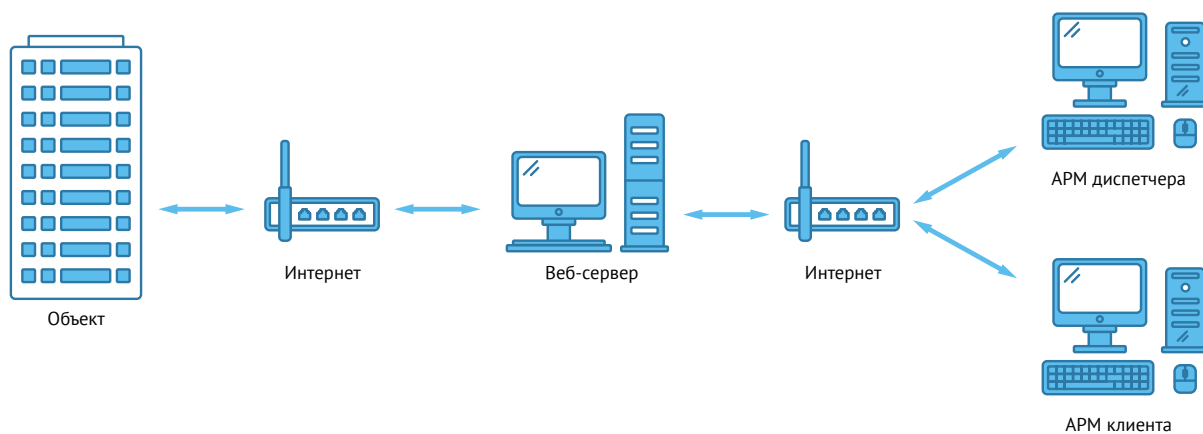 Объект
Интернет
Веб-сервер
Интернет
АРМ диспетчера
АРМ клиента